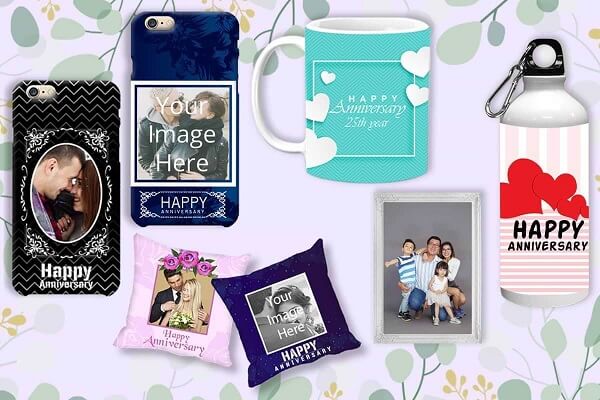 Happy
Anniversary
Your
Image
Here
HAPPY
ANNIVERSARY
HAPPY
Anniversary
25th year
HAPPY
ANNIVERSARY
Happy
Anniversary
Your
Image
Here
HAPPY
ANNIVERSARY